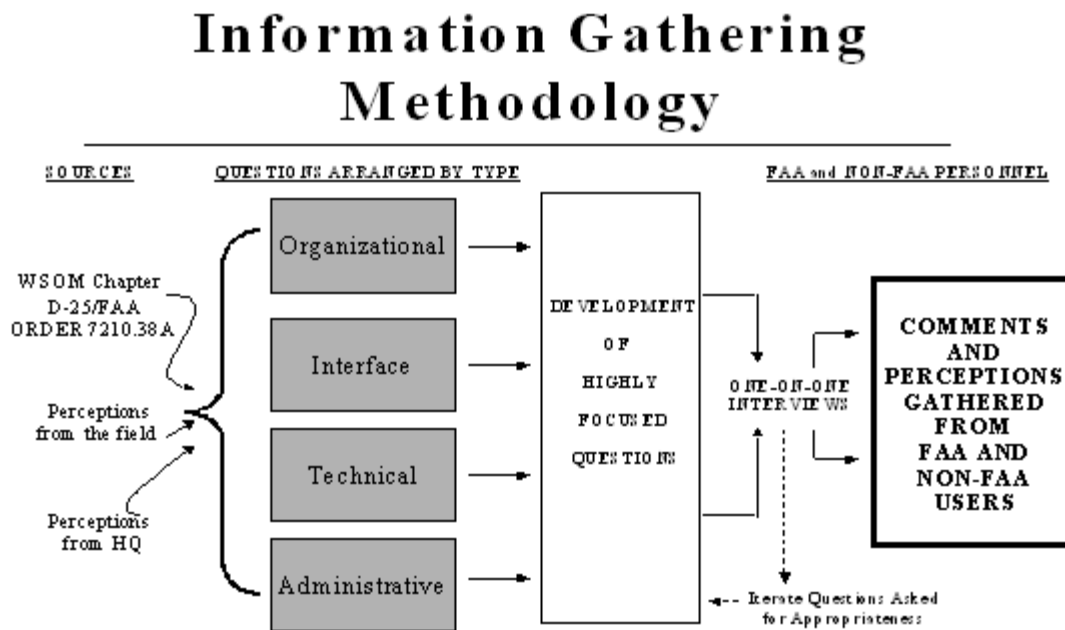 Information Gathering
Methodology
SOURCES
QUESTIONS ARRANGED BY TYPE
FAA and NON-FAA PERSONNEL
WSOM Chapter
D-25/FAA
ORDER 7210.38A
Perceptions
from the field
Perceptions
from HQ
Organizational
Interface
Technical
Administrative
DEVELOPMENT
OF
HIGHLY
FOCUSED
QUESTIONS
ONE-ON-ONE
INTERVIEWS
Iterate Questions Asked
for Appropriateness
COMMENTS
AND
PERCEPTIONS
GATHERED
FROM
FAA AND
NON-FAA
USERS